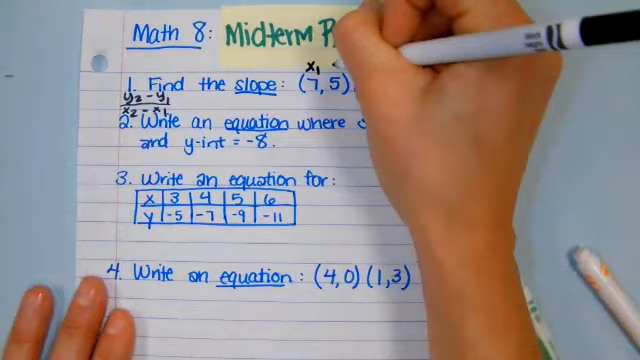 Math 8: Midterm
x₁
1. Find the slope: (7, 5)
y₂ - y₁
x₂ - x₁
2. Write an equation where
and y-int = -8.
3. Write an equation for:
x 3 4 5 6
y -5 -7 -9 -11
4. Write an equation: (4, 0) (1, 3)